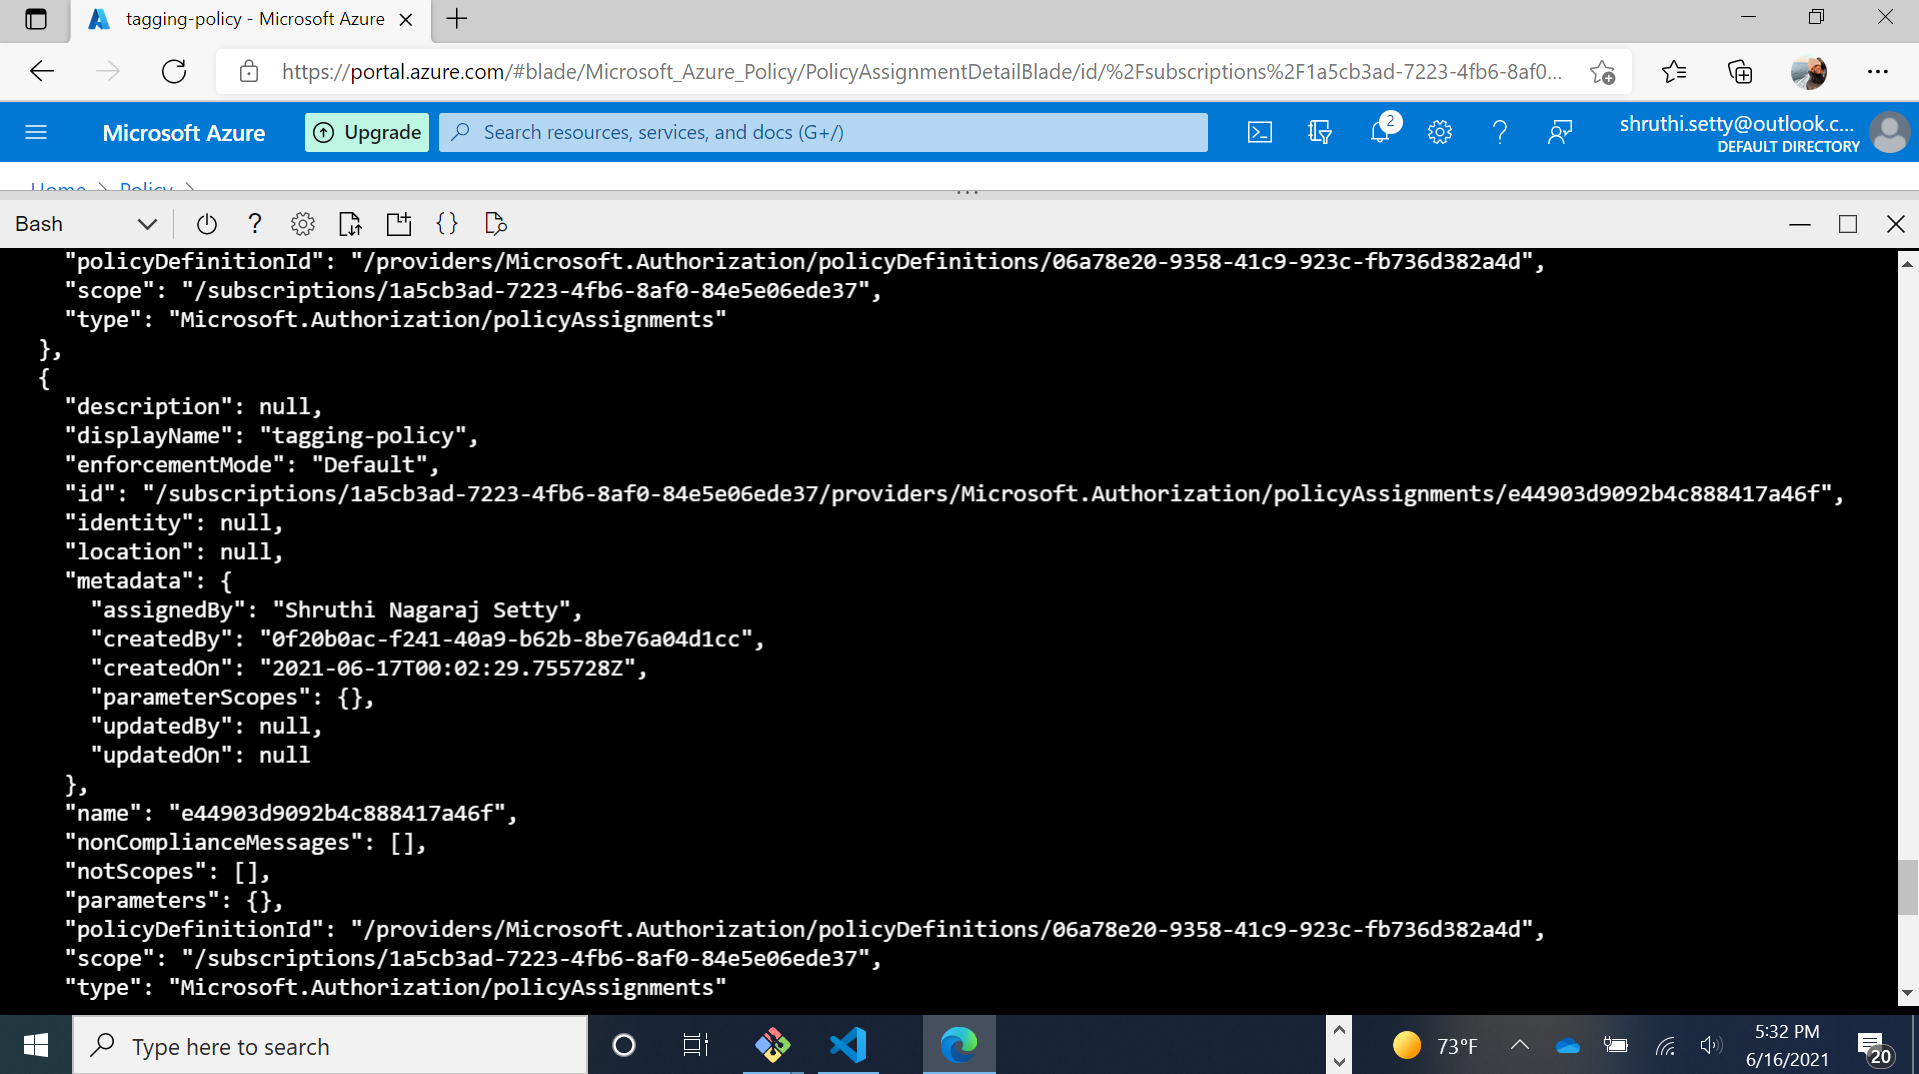 tagging-policy - Microsoft Azure
https://portal.azure.com/#blade/Microsoft_Azure_Policy/PolicyAssignmentDetailBlade/id/%2Fsubscriptions%2F1a5cb3ad-7223-4fb6-8af0...
Microsoft Azure
Upgrade
Search resources, services, and docs (G+/)
2
shruthi.setty@outlook.c...
DEFAULT DIRECTORY
Home > Policy >
Bash
"policyDefinitionId": "/providers/Microsoft.Authorization/policyDefinitions/06a78e20-9358-41c9-923c-fb736d382a4d",
"scope": "/subscriptions/1a5cb3ad-7223-4fb6-8af0-84e5e06ede37",
"type": "Microsoft.Authorization/policyAssignments"
},
{
"description": null,
"displayName": "tagging-policy",
"enforcementMode": "Default",
"id": "/subscriptions/1a5cb3ad-7223-4fb6-8af0-84e5e06ede37/providers/Microsoft.Authorization/policyAssignments/e44903d9092b4c888417a46f",
"identity": null,
"location": null,
"metadata": {
"assignedBy": "Shruthi Nagaraj Setty",
"createdBy": "0f20b0ac-f241-40a9-b62b-8be76a04d1cc",
"createdOn": "2021-06-17T00:02:29.755728Z",
"parameterScopes": {},
"updatedBy": null,
"updatedOn": null
},
"name": "e44903d9092b4c888417a46f",
"nonComplianceMessages": [],
"notScopes": [],
"parameters": {},
"policyDefinitionId": "/providers/Microsoft.Authorization/policyDefinitions/06a78e20-9358-41c9-923c-fb736d382a4d",
"scope": "/subscriptions/1a5cb3ad-7223-4fb6-8af0-84e5e06ede37",
"type": "Microsoft.Authorization/policyAssignments"
Type here to search
73°F
5:32 PM
6/16/2021
20